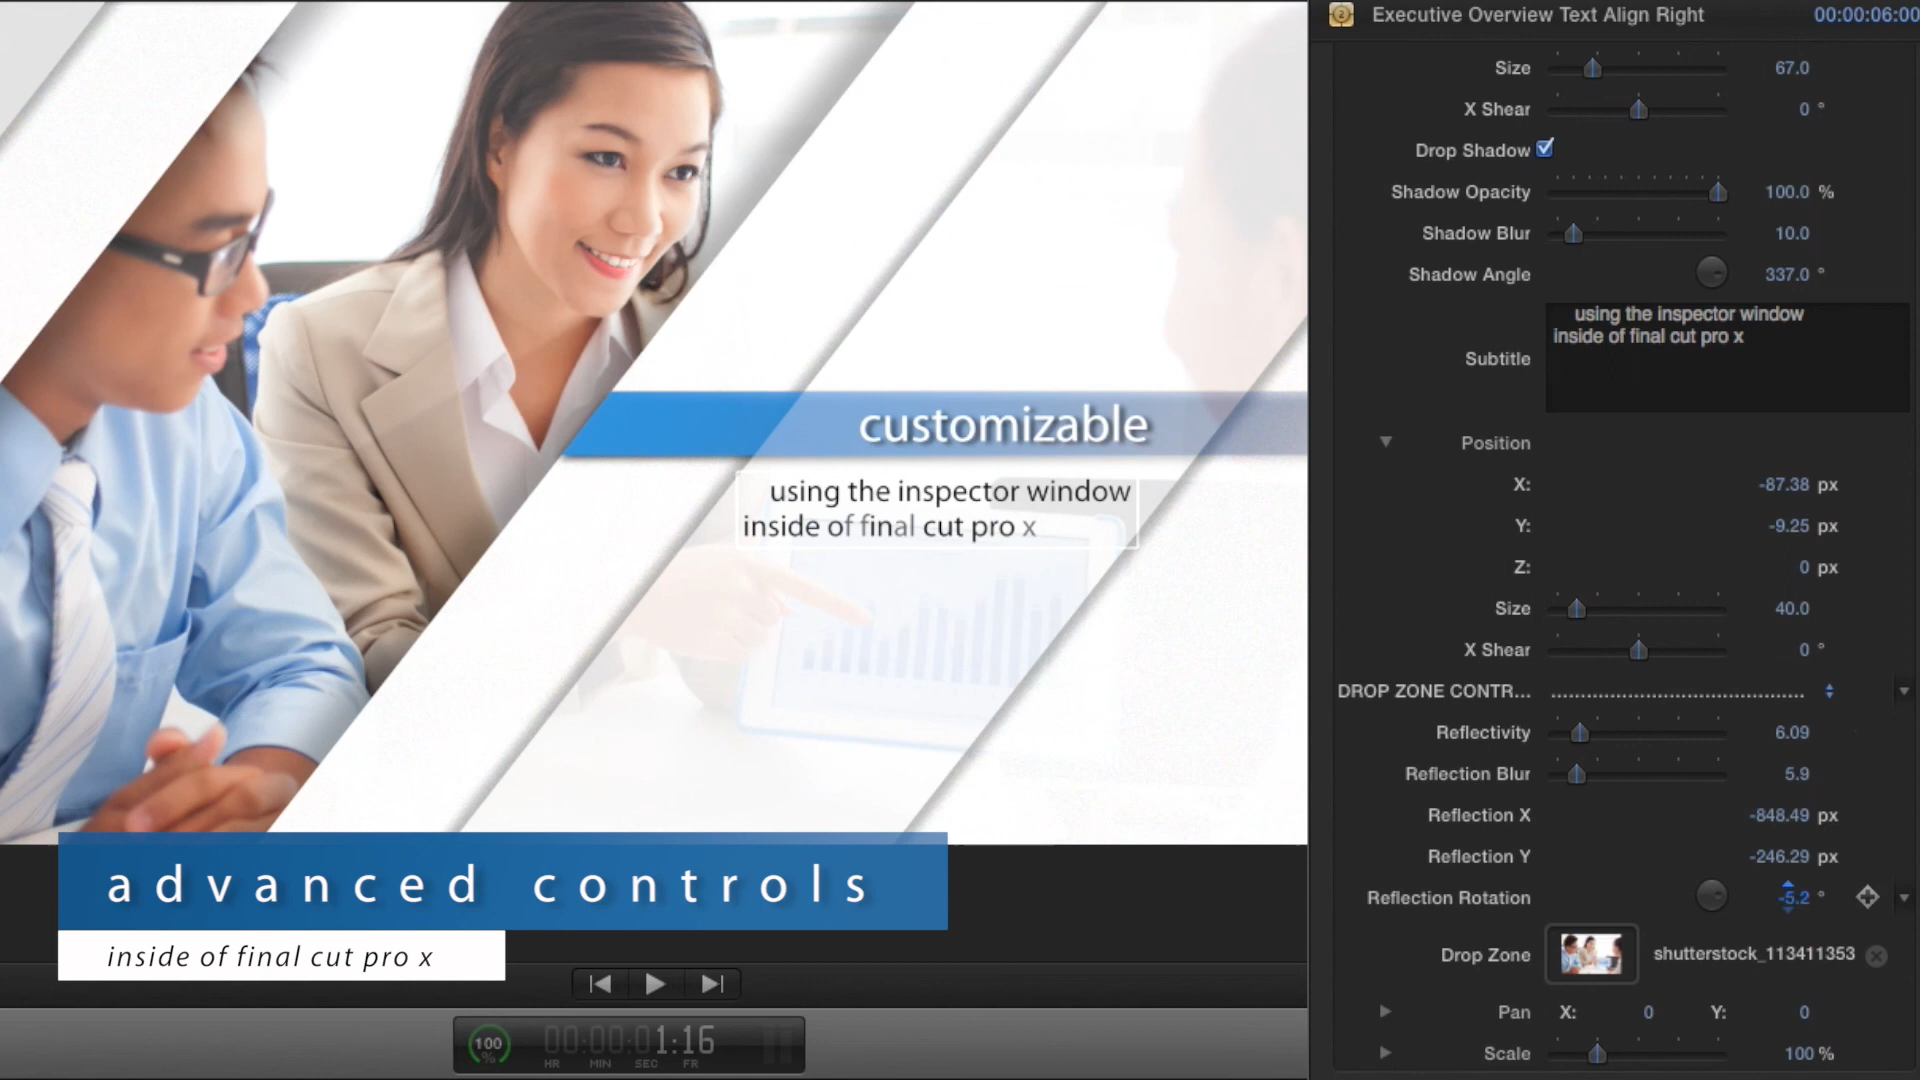 Executive Overview Text Align Right 00:00:06:00
Size 67.0
X Shear 0 °
Drop Shadow
Shadow Opacity 100.0 %
Shadow Blur 10.0
Shadow Angle 337.0 °
Subtitle
using the inspector window
inside of final cut pro x
Position
X: -87.38 px
Y: -9.25 px
Z: 0 px
Size 40.0
X Shear 0 °
DROP ZONE CONTR...
Reflectivity 6.09
Reflection Blur 5.9
Reflection X -848.49 px
Reflection Y -246.29 px
Reflection Rotation -5.2 °
Drop Zone shutterstock_113411353
Pan X: 0 Y: 0
Scale 100 %
customizable
using the inspector window
inside of final cut pro x
advanced controls
inside of final cut pro x
100 % 00:00:01:16
HR MIN SEC FR